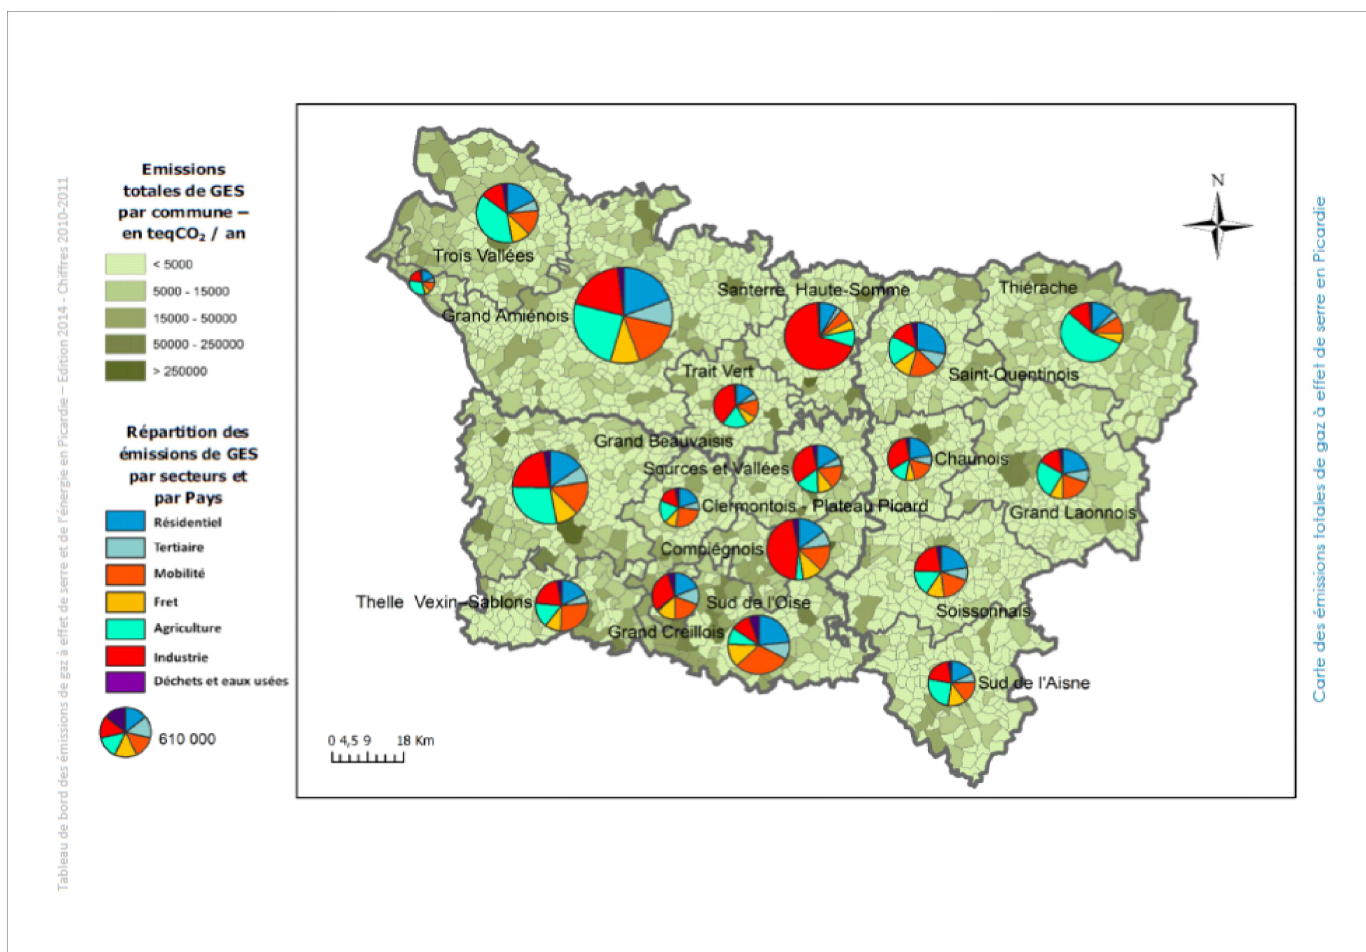 Tableau de bord des émissions de gaz à effet de serre et de l'énergie en Picardie – Edition 2014 - Chiffres 2010-2011
Emissions
totales de GES
par commune –
en teqCO₂ / an
< 5000
5000 - 15000
15000 - 50000
50000 - 250000
> 250000
Répartition des
émissions de GES
par secteurs et
par Pays
Résidentiel
Tertiaire
Mobilité
Fret
Agriculture
Industrie
Déchets et eaux usées
610 000
N
Trois Vallées
Grand Amiénois
Santerre Haute-Somme
Thiérache
Saint-Quentinois
Trait Vert
Grand Beauvaisis
Sources et Vallées
Chaunois
Clermontois - Plateau Picard
Grand Laonnois
Compiégnois
Thelle Vexin-Sablons
Sud de l'Oise
Soissonnais
Grand Creillois
Sud de l'Aisne
0 4,5 9 18 Km
Carte des émissions totales de gaz à effet de serre en Picardie